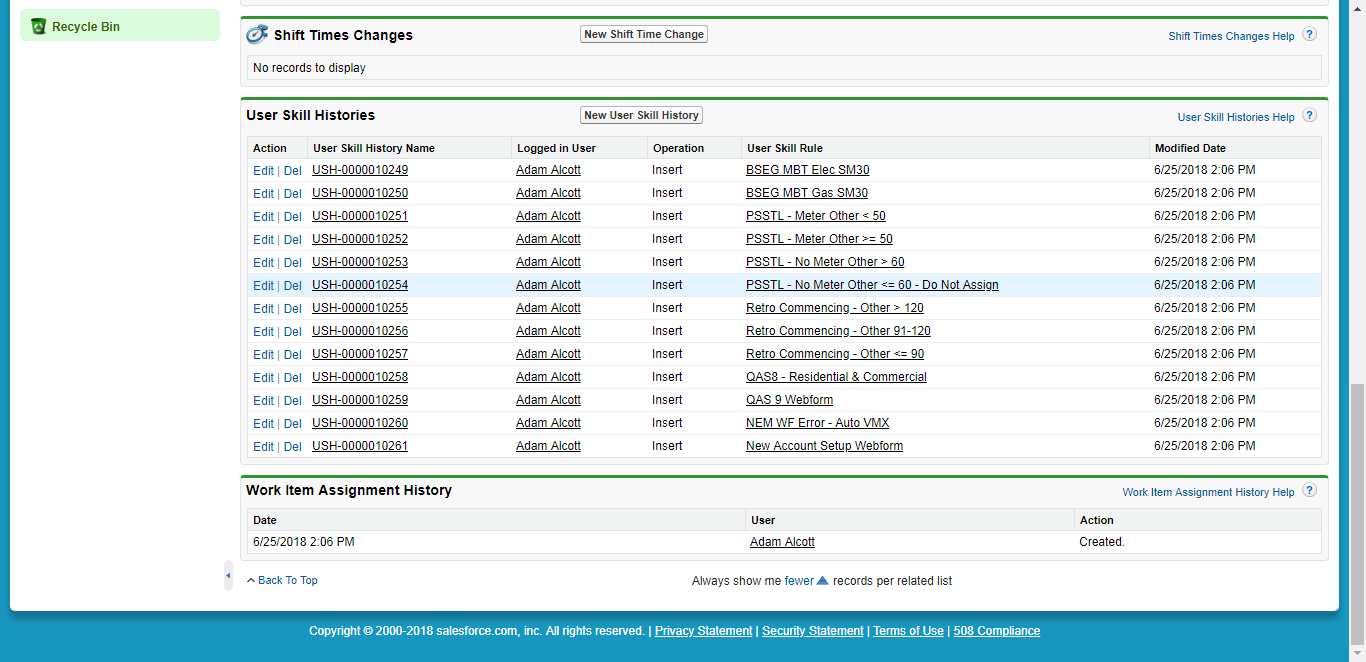 Recycle Bin
Shift Times Changes New Shift Time Change Shift Times Changes Help ?
No records to display
User Skill Histories New User Skill History User Skill Histories Help ?
Action User Skill History Name Logged in User Operation User Skill Rule Modified Date
Edit | Del USH-0000010249 Adam Alcott Insert BSEG MBT Elec SM30 6/25/2018 2:06 PM
Edit | Del USH-0000010250 Adam Alcott Insert BSEG MBT Gas SM30 6/25/2018 2:06 PM
Edit | Del USH-0000010251 Adam Alcott Insert PSSTL - Meter Other < 50 6/25/2018 2:06 PM
Edit | Del USH-0000010252 Adam Alcott Insert PSSTL - Meter Other >= 50 6/25/2018 2:06 PM
Edit | Del USH-0000010253 Adam Alcott Insert PSSTL - No Meter Other > 60 6/25/2018 2:06 PM
Edit | Del USH-0000010254 Adam Alcott Insert PSSTL - No Meter Other <= 60 - Do Not Assign 6/25/2018 2:06 PM
Edit | Del USH-0000010255 Adam Alcott Insert Retro Commencing - Other > 120 6/25/2018 2:06 PM
Edit | Del USH-0000010256 Adam Alcott Insert Retro Commencing - Other 91-120 6/25/2018 2:06 PM
Edit | Del USH-0000010257 Adam Alcott Insert Retro Commencing - Other <= 90 6/25/2018 2:06 PM
Edit | Del USH-0000010258 Adam Alcott Insert QAS8 - Residential & Commercial 6/25/2018 2:06 PM
Edit | Del USH-0000010259 Adam Alcott Insert QAS 9 Webform 6/25/2018 2:06 PM
Edit | Del USH-0000010260 Adam Alcott Insert NEM WF Error - Auto VMX 6/25/2018 2:06 PM
Edit | Del USH-0000010261 Adam Alcott Insert New Account Setup Webform 6/25/2018 2:06 PM
Work Item Assignment History Work Item Assignment History Help ?
Date User Action
6/25/2018 2:06 PM Adam Alcott Created.
Back To Top Always show me fewer records per related list
Copyright © 2000-2018 salesforce.com, inc. All rights reserved. | Privacy Statement | Security Statement | Terms of Use | 508 Compliance